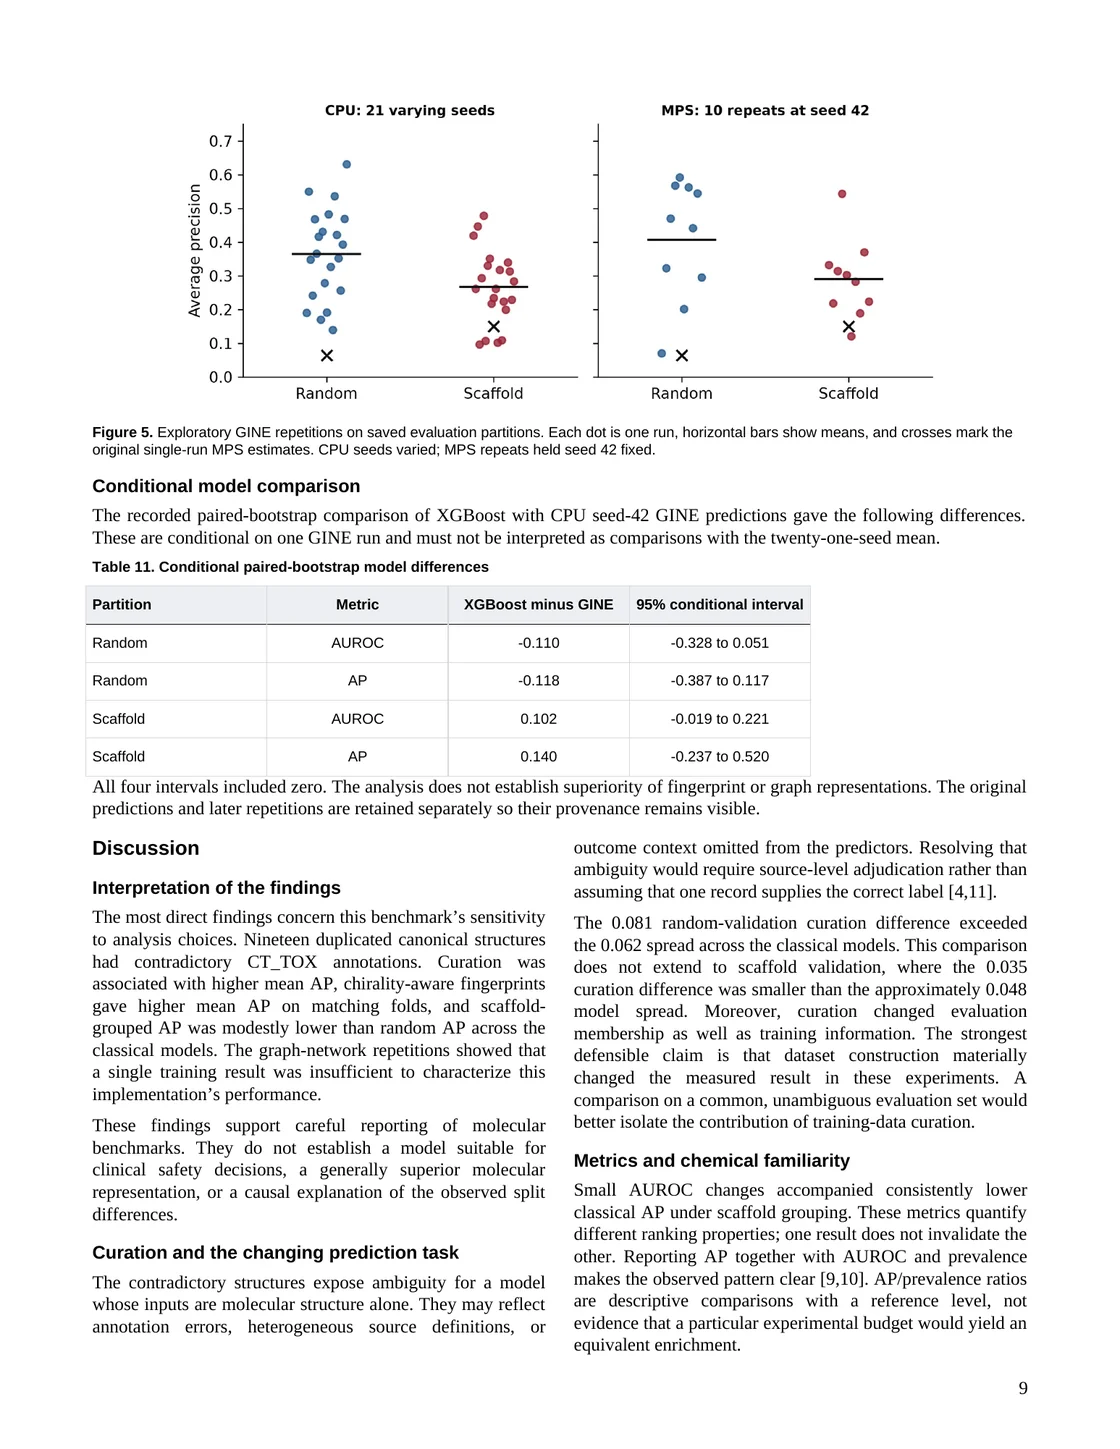 CPU: 21 varying seeds
MPS: 10 repeats at seed 42
Average precision
0.7
0.6
0.5
0.4
0.3
0.2
0.1
0.0
Random
Scaffold
Random
Scaffold
Figure 5. Exploratory GINE repetitions on saved evaluation partitions. Each dot is one run, horizontal bars show means, and crosses mark the
original single-run MPS estimates. CPU seeds varied; MPS repeats held seed 42 fixed.
Conditional model comparison
The recorded paired-bootstrap comparison of XGBoost with CPU seed-42 GINE predictions gave the following differences.
These are conditional on one GINE run and must not be interpreted as comparisons with the twenty-one-seed mean.
Table 11. Conditional paired-bootstrap model differences
Partition Metric XGBoost minus GINE 95% conditional interval
Random AUROC -0.110 -0.328 to 0.051
Random AP -0.118 -0.387 to 0.117
Scaffold AUROC 0.102 -0.019 to 0.221
Scaffold AP 0.140 -0.237 to 0.520
All four intervals included zero. The analysis does not establish superiority of fingerprint or graph representations. The original
predictions and later repetitions are retained separately so their provenance remains visible.
Discussion
Interpretation of the findings
The most direct findings concern this benchmark’s sensitivity
to analysis choices. Nineteen duplicated canonical structures
had contradictory CT_TOX annotations. Curation was
associated with higher mean AP, chirality-aware fingerprints
gave higher mean AP on matching folds, and scaffold-
grouped AP was modestly lower than random AP across the
classical models. The graph-network repetitions showed that
a single training result was insufficient to characterize this
implementation’s performance.
These findings support careful reporting of molecular
benchmarks. They do not establish a model suitable for
clinical safety decisions, a generally superior molecular
representation, or a causal explanation of the observed split
differences.
Curation and the changing prediction task
The contradictory structures expose ambiguity for a model
whose inputs are molecular structure alone. They may reflect
annotation errors, heterogeneous source definitions, or
outcome context omitted from the predictors. Resolving that
ambiguity would require source-level adjudication rather than
assuming that one record supplies the correct label [4,11].
The 0.081 random-validation curation difference exceeded
the 0.062 spread across the classical models. This comparison
does not extend to scaffold validation, where the 0.035
curation difference was smaller than the approximately 0.048
model spread. Moreover, curation changed evaluation
membership as well as training information. The strongest
defensible claim is that dataset construction materially
changed the measured result in these experiments. A
comparison on a common, unambiguous evaluation set would
better isolate the contribution of training-data curation.
Metrics and chemical familiarity
Small AUROC changes accompanied consistently lower
classical AP under scaffold grouping. These metrics quantify
different ranking properties; one result does not invalidate the
other. Reporting AP together with AUROC and prevalence
makes the observed pattern clear [9,10]. AP/prevalence ratios
are descriptive comparisons with a reference level, not
evidence that a particular experimental budget would yield an
equivalent enrichment.
9